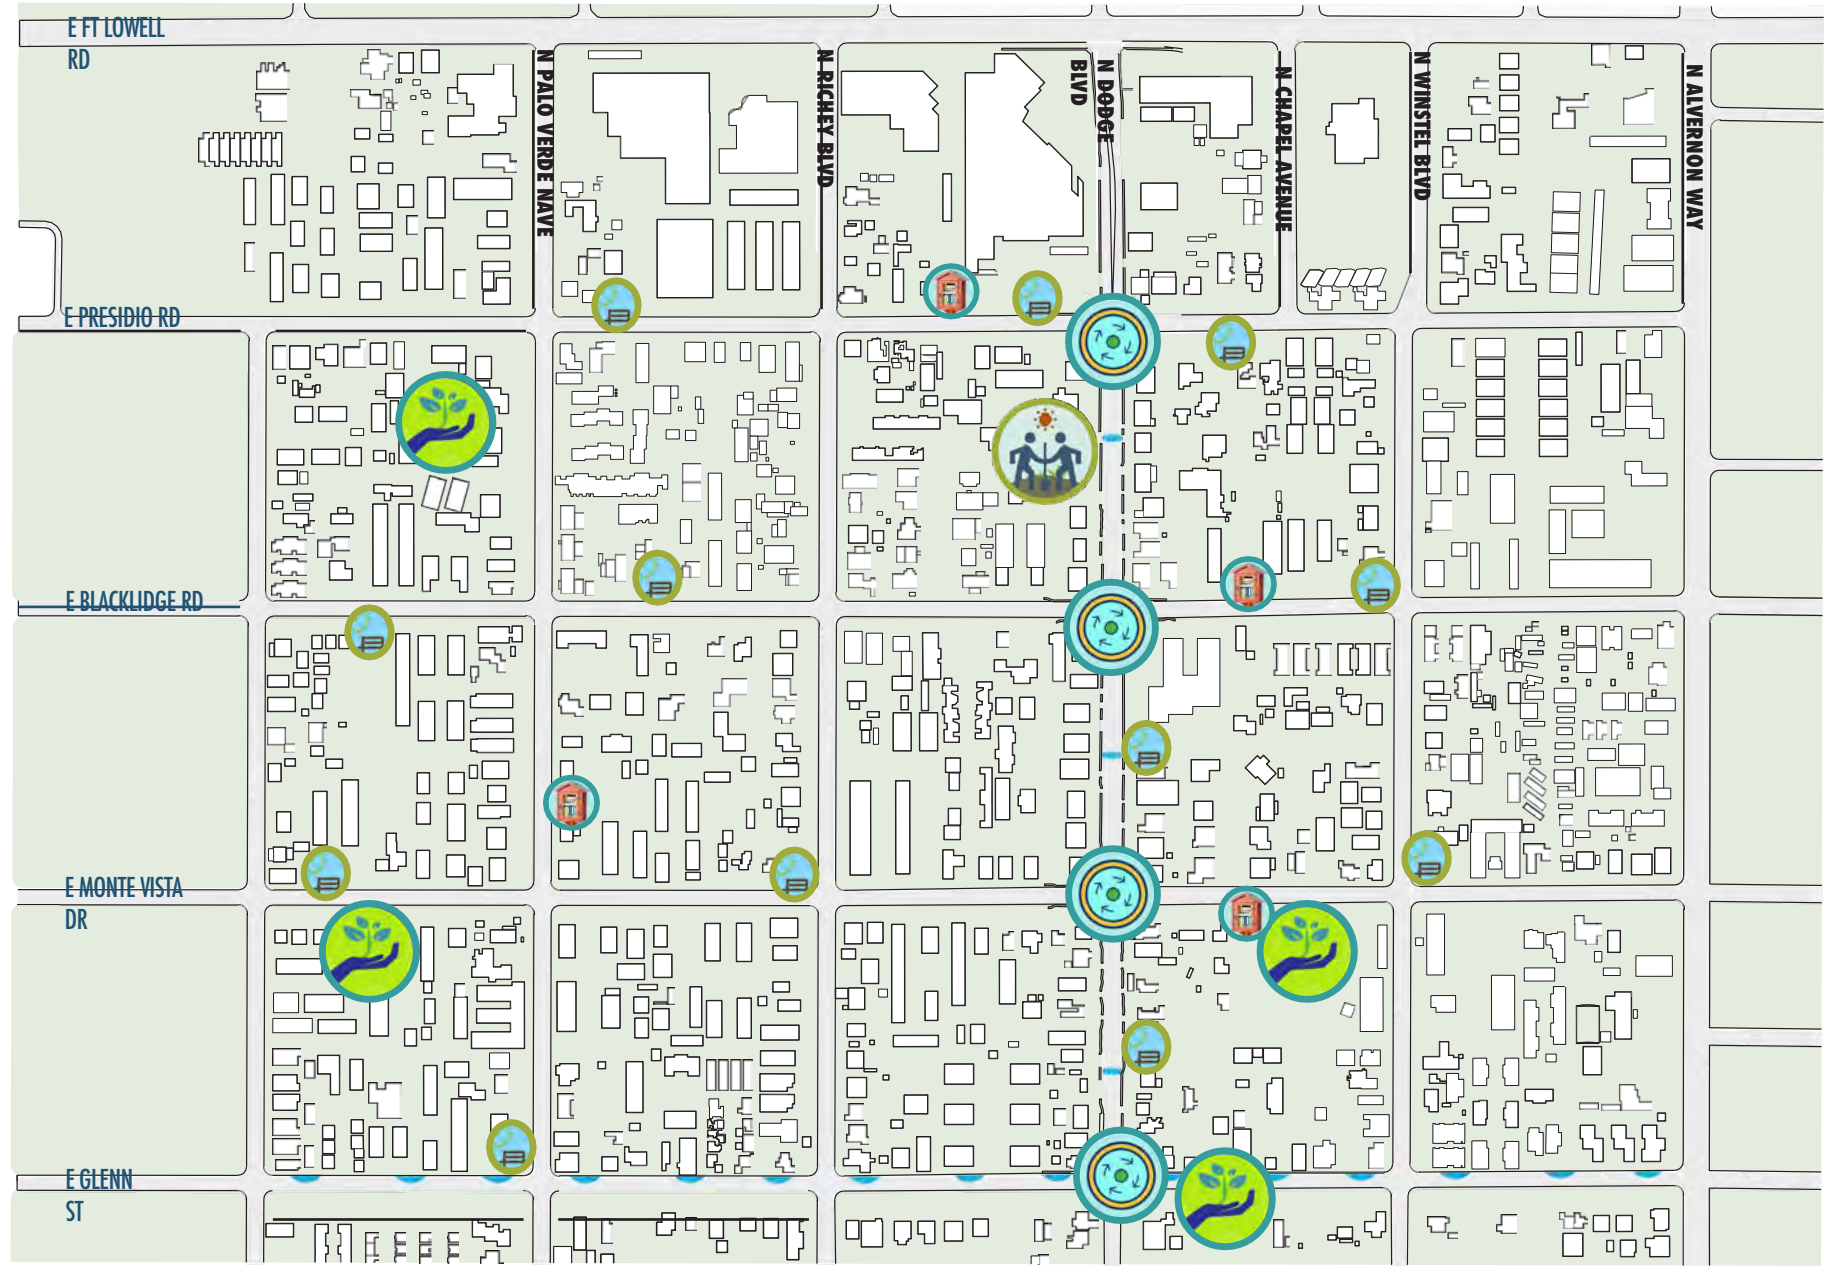 E FT LOWELL
RD
N PALO VERDE NAVE
N RICHEY BLVD
N DODGE
BLVD
N CHAPEL AVENUE
N WINSTEL BLVD
N ALVERNON WAY
E PRESIDIO RD
E BLACKLIDGE RD
E MONTE VISTA
DR
E GLENN
ST